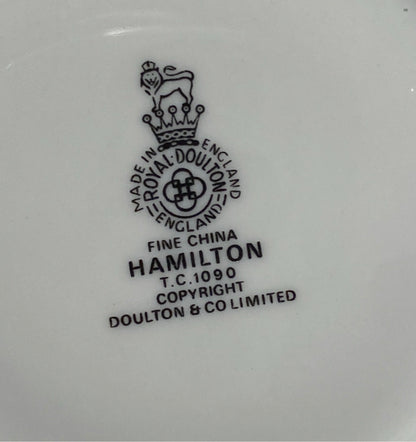 MADE IN ENGLAND
ROYAL·DOULTON
ENGLAND
FINE CHINA
HAMILTON
T.C.1090
COPYRIGHT
DOULTON & CO LIMITED